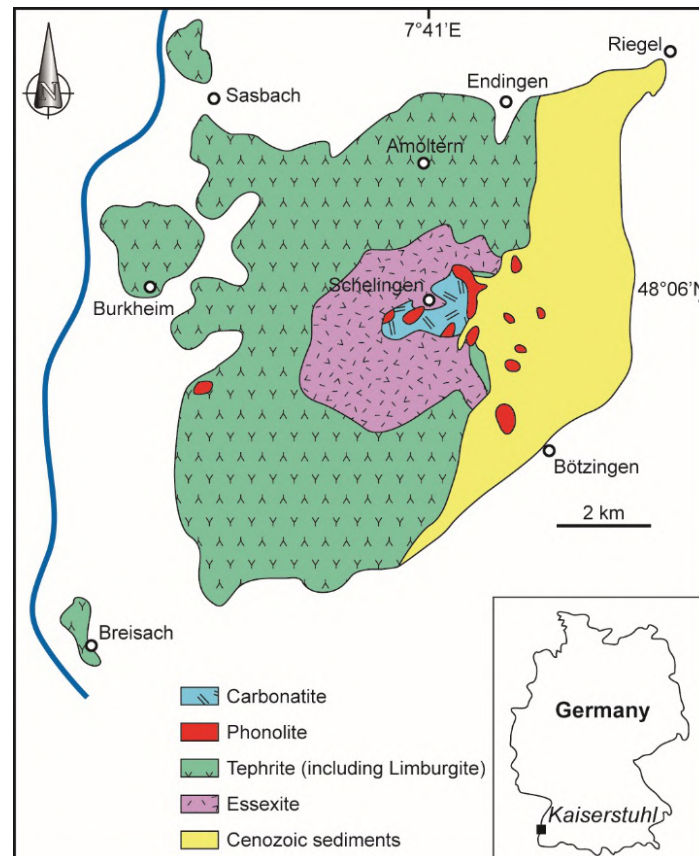 7°41'E
Riegel
Endingen
Sasbach
N
Amoltern
Schelingen
48°06'N
Burkheim
Bötzingen
2 km
Breisach
Carbonatite
Phonolite
Tephrite (including Limburgite)
Essexite
Cenozoic sediments
Germany
Kaiserstuhl